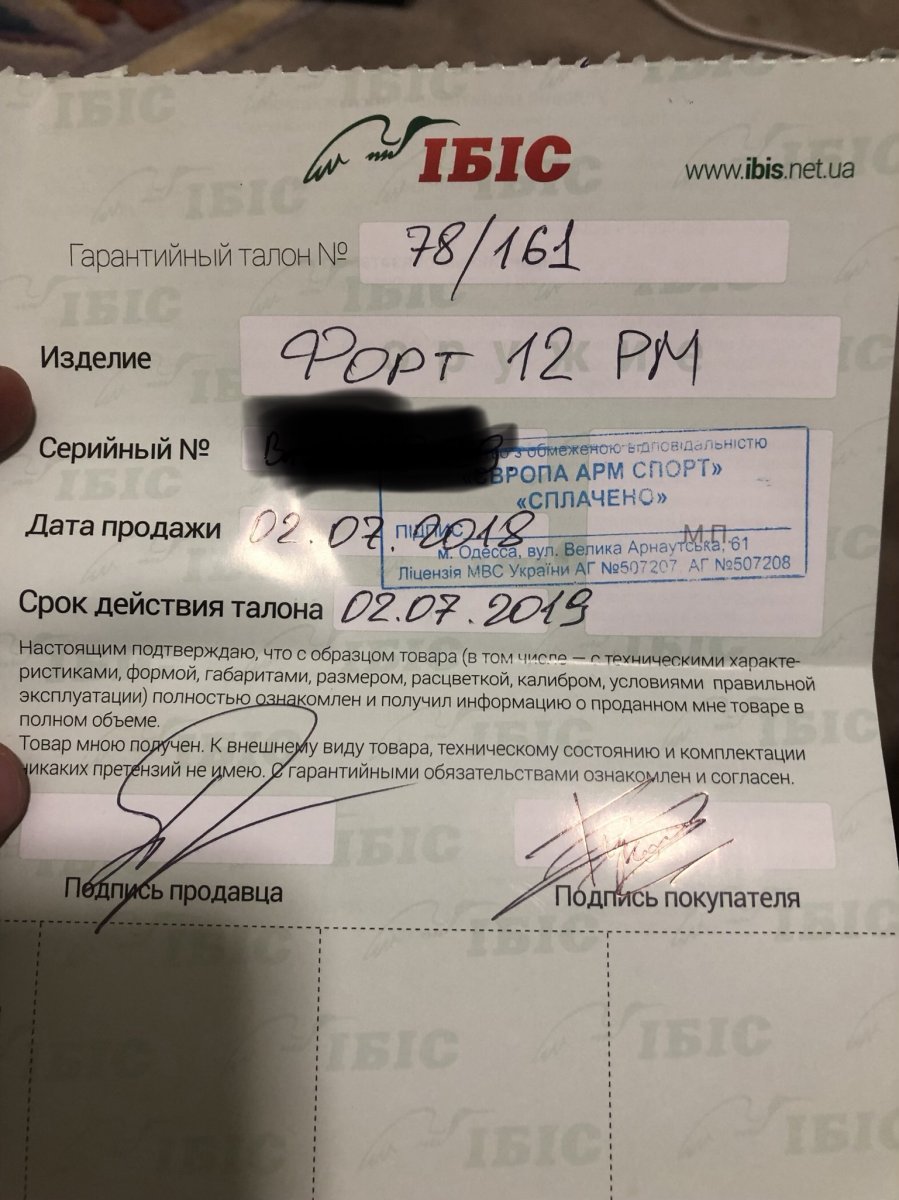 ІБІС
www.ibis.net.ua
Гарантийный талон № 78/161
Изделие Форт 12 РМ
Серийный №
з обмеженою відповідальністю
«ЄВРОПА АРМ СПОРТ»
«СПЛАЧЕНО»
Дата продажи 02.07.2018
ПІДПИС М.П.
м. Одесса, вул. Велика Арнаутська, 61
Ліцензія МВС України АГ №507207, АГ №507208
Срок действия талона 02.07.2019
Настоящим подтверждаю, что с образцом товара (в том числе — с техническими характе-
ристиками, формой, габаритами, размером, расцветкой, калибром, условиями правильной
эксплуатации) полностью ознакомлен и получил информацию о проданном мне товаре в
полном объеме.
Товар мною получен. К внешнему виду товара, техническому состоянию и комплектации
никаких претензий не имею. С гарантийными обязательствами ознакомлен и согласен.
Подпись продавца
Подпись покупателя